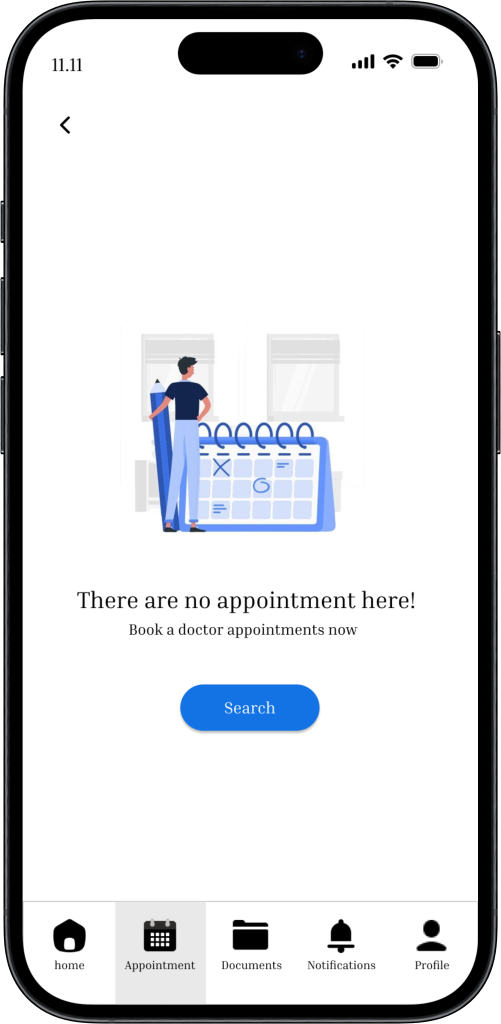 11.11
There are no appointment here!
Book a doctor appointments now
Search
home
Appointment
Documents
Notifications
Profile